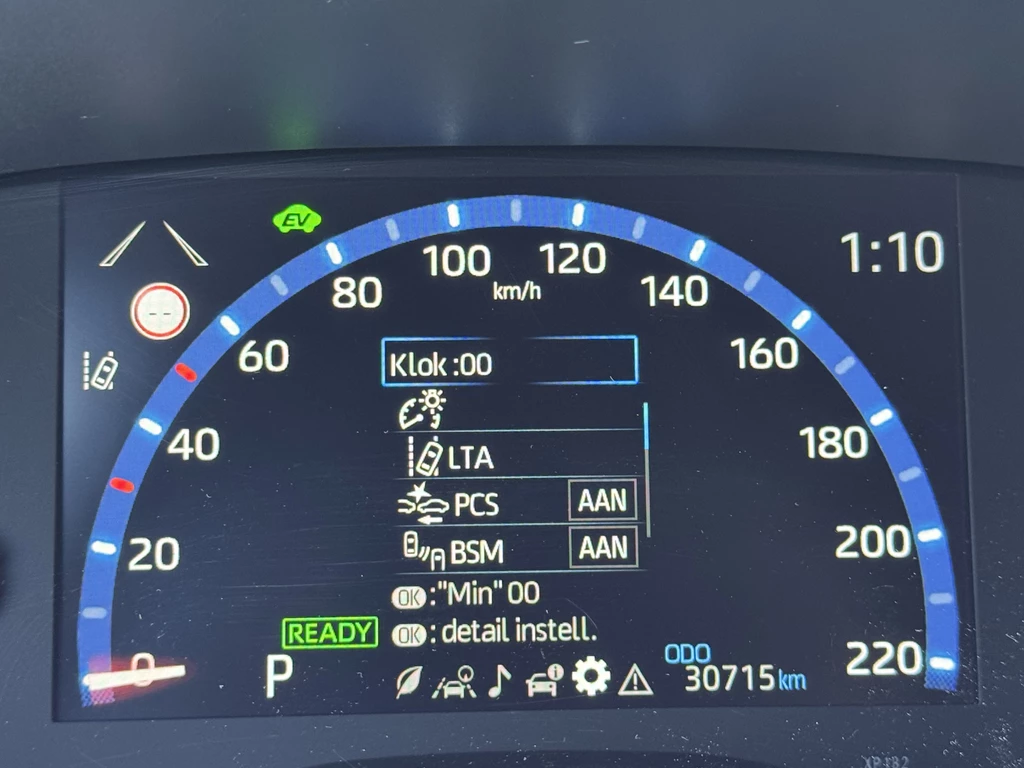 EV
1:10
100 120
80 km/h 140
60 160
40 180
20 200
0 220
Klok :00
LTA
PCS AAN
BSM AAN
OK :"Min" 00
READY OK : detail instell.
P
ODO
30715 km